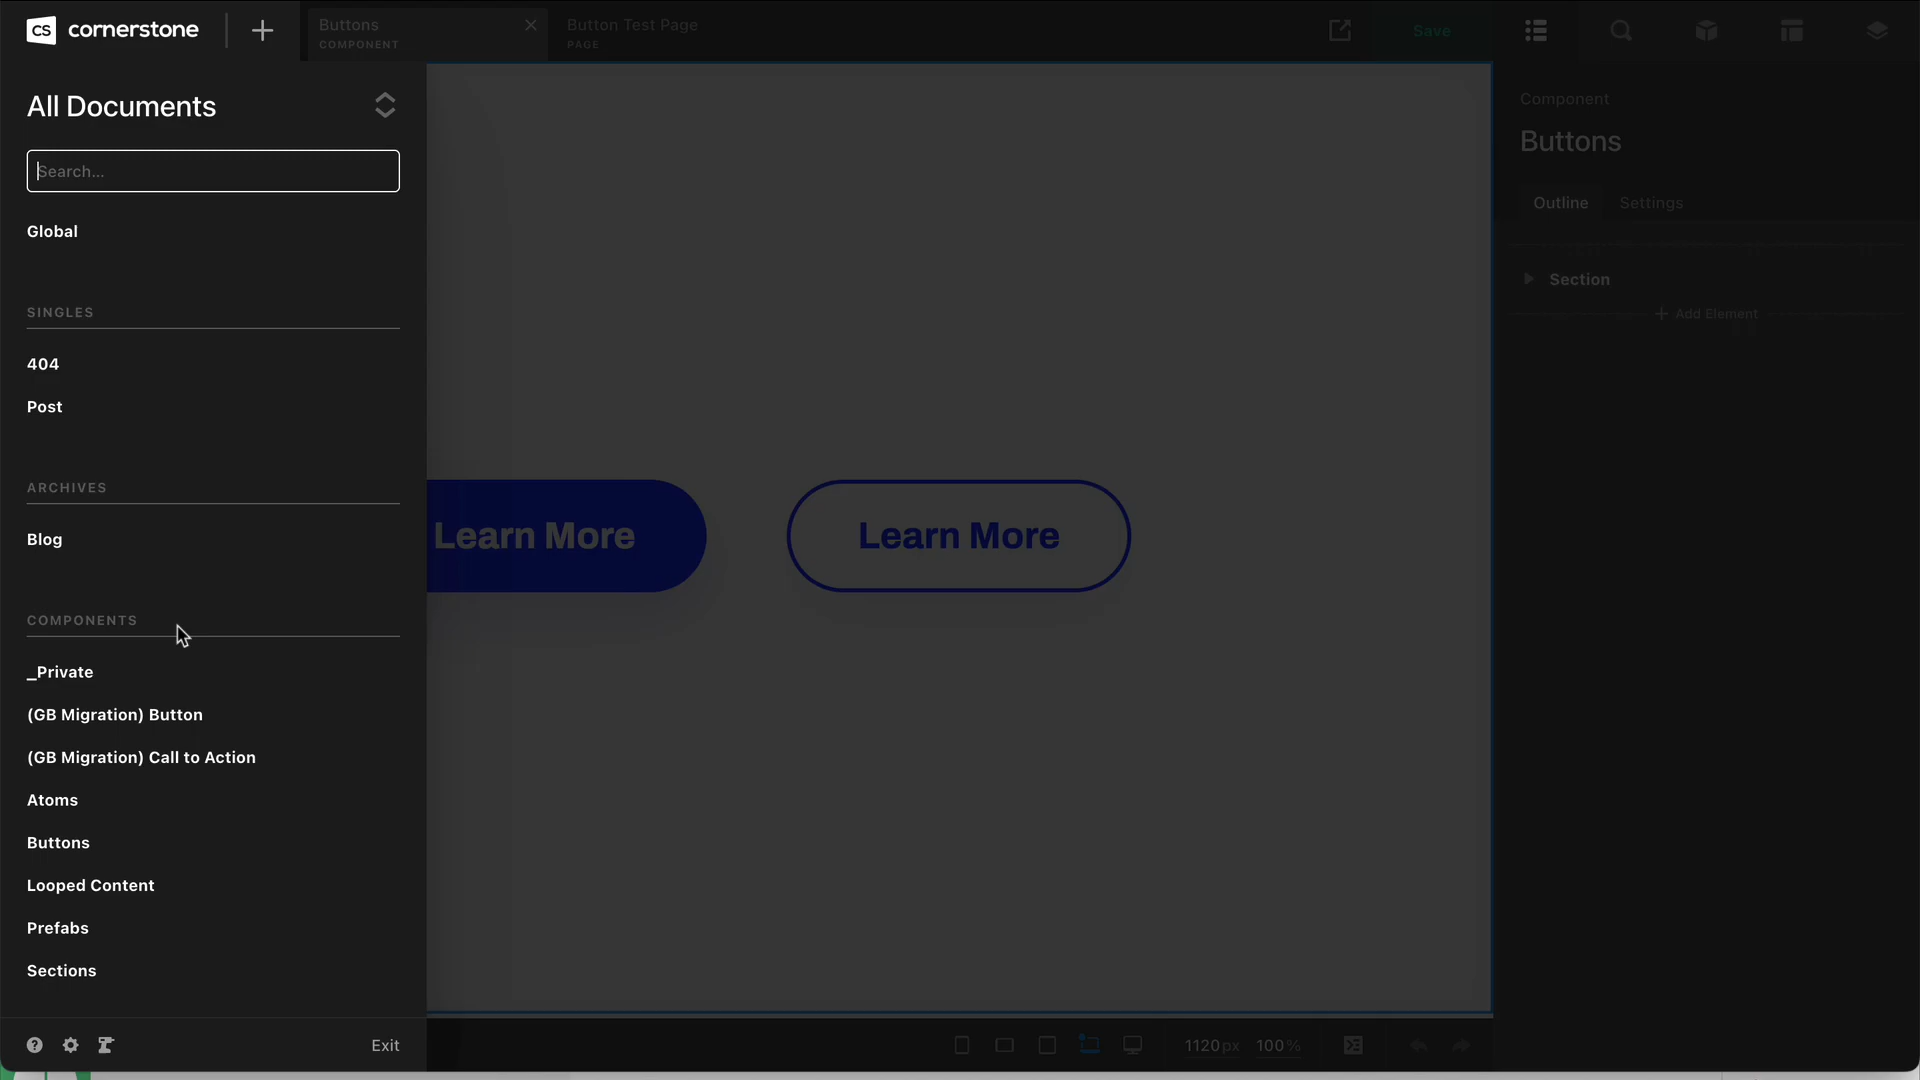 cs cornerstone
Buttons
COMPONENT
Button Test Page
PAGE
Save
All Documents
Search...
Global
SINGLES
404
Post
ARCHIVES
Blog
COMPONENTS
_Private
(GB Migration) Button
(GB Migration) Call to Action
Atoms
Buttons
Looped Content
Prefabs
Sections
Exit
Learn More
Learn More
1120px
100%
Component
Buttons
Outline
Settings
Section
Add Element